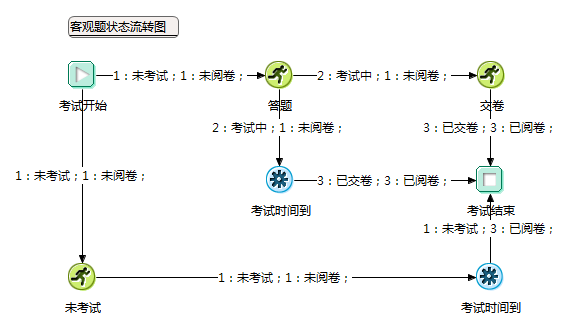 客观题状态流转图
1：未考试；1：未阅卷；
2：考试中；1：未阅卷；
考试开始
答题
交卷
2：考试中；1：未阅卷；
3：已交卷；3：已阅卷；
1：未考试；1：未阅卷；
3：已交卷；3：已阅卷；
考试时间到
考试结束
1：未考试；3：已阅卷；
1：未考试；1：未阅卷；
未考试
考试时间到